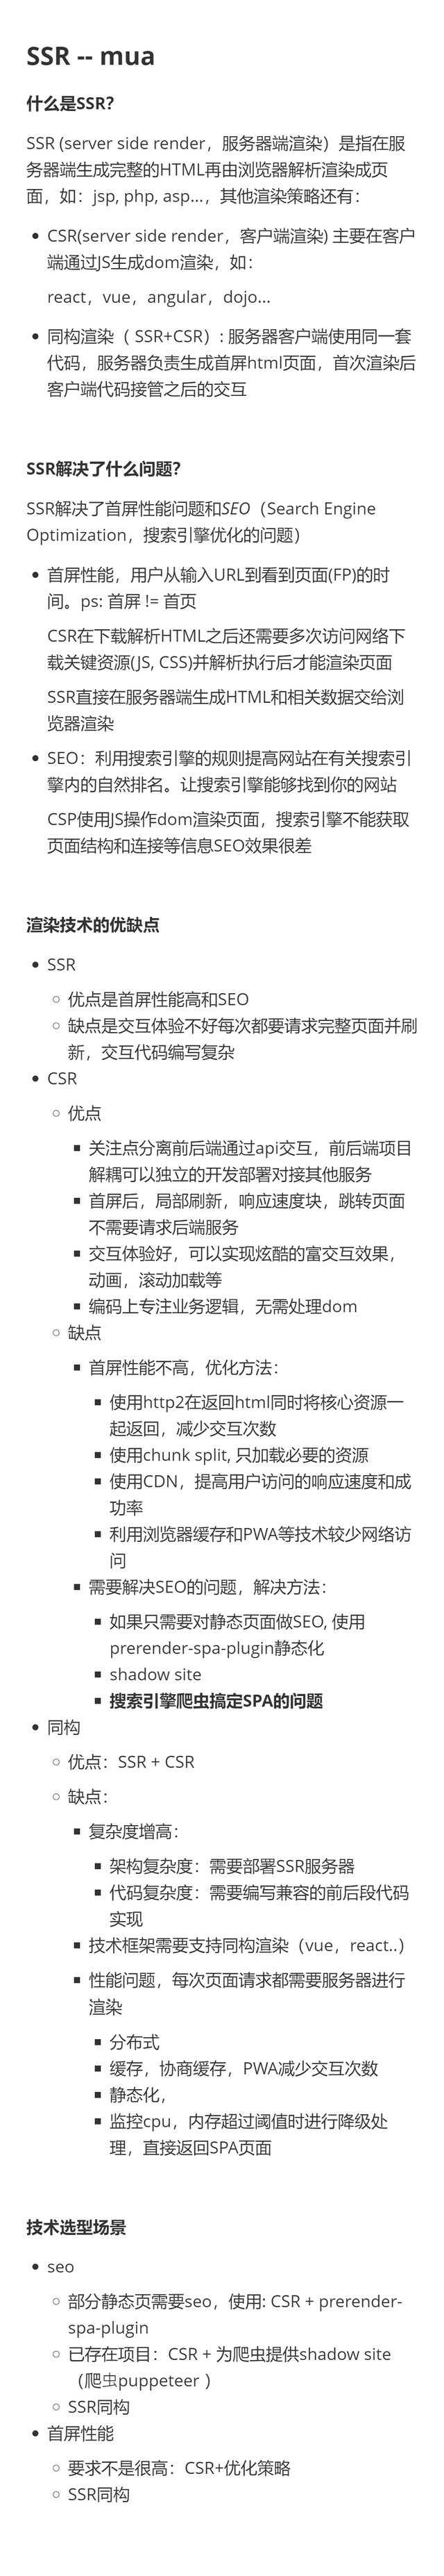 SSR -- mua
什么是SSR?
SSR (server side render，服务器端渲染）是指在服
务器端生成完整的HTML再由浏览器解析渲染成页
面，如：jsp, php, asp...，其他渲染策略还有：
CSR(server side render，客户端渲染) 主要在客户
端通过JS生成dom渲染，如：
react，vue，angular，dojo...
同构渲染（ SSR+CSR）: 服务器客户端使用同一套
代码，服务器负责生成首屏html页面，首次渲染后
客户端代码接管之后的交互
SSR解决了什么问题?
SSR解决了首屏性能问题和SEO（Search Engine
Optimization，搜索引擎优化的问题）
首屏性能，用户从输入URL到看到页面(FP)的时
间。ps: 首屏 != 首页
CSR在下载解析HTML之后还需要多次访问网络下
载关键资源(JS, CSS)并解析执行后才能渲染页面
SSR直接在服务器端生成HTML和相关数据交给浏
览器渲染
SEO：利用搜索引擎的规则提高网站在有关搜索引
擎内的自然排名。让搜索引擎能够找到你的网站
CSP使用JS操作dom渲染页面，搜索引擎不能获取
页面结构和连接等信息SEO效果很差
渲染技术的优缺点
SSR
优点是首屏性能高和SEO
缺点是交互体验不好每次都要请求完整页面并刷
新，交互代码编写复杂
CSR
优点
关注点分离前后端通过api交互，前后端项目
解耦可以独立的开发部署对接其他服务
首屏后，局部刷新，响应速度块，跳转页面
不需要请求后端服务
交互体验好，可以实现炫酷的富交互效果，
动画，滚动加载等
编码上专注业务逻辑，无需处理dom
缺点
首屏性能不高，优化方法：
使用http2在返回html同时将核心资源一
起返回，减少交互次数
使用chunk split, 只加载必要的资源
使用CDN，提高用户访问的响应速度和成
功率
利用浏览器缓存和PWA等技术较少网络访
问
需要解决SEO的问题，解决方法：
如果只需要对静态页面做SEO, 使用
prerender-spa-plugin静态化
shadow site
搜索引擎爬虫搞定SPA的问题
同构
优点：SSR + CSR
缺点：
复杂度增高：
架构复杂度：需要部署SSR服务器
代码复杂度：需要编写兼容的前后段代码
实现
技术框架需要支持同构渲染（vue，react..）
性能问题，每次页面请求都需要服务器进行
渲染
分布式
缓存，协商缓存，PWA减少交互次数
静态化，
监控cpu，内存超过阈值时进行降级处
理，直接返回SPA页面
技术选型场景
seo
部分静态页需要seo，使用: CSR + prerender-
spa-plugin
已存在项目：CSR + 为爬虫提供shadow site
（爬虫puppeteer ）
SSR同构
首屏性能
要求不是很高：CSR+优化策略
SSR同构